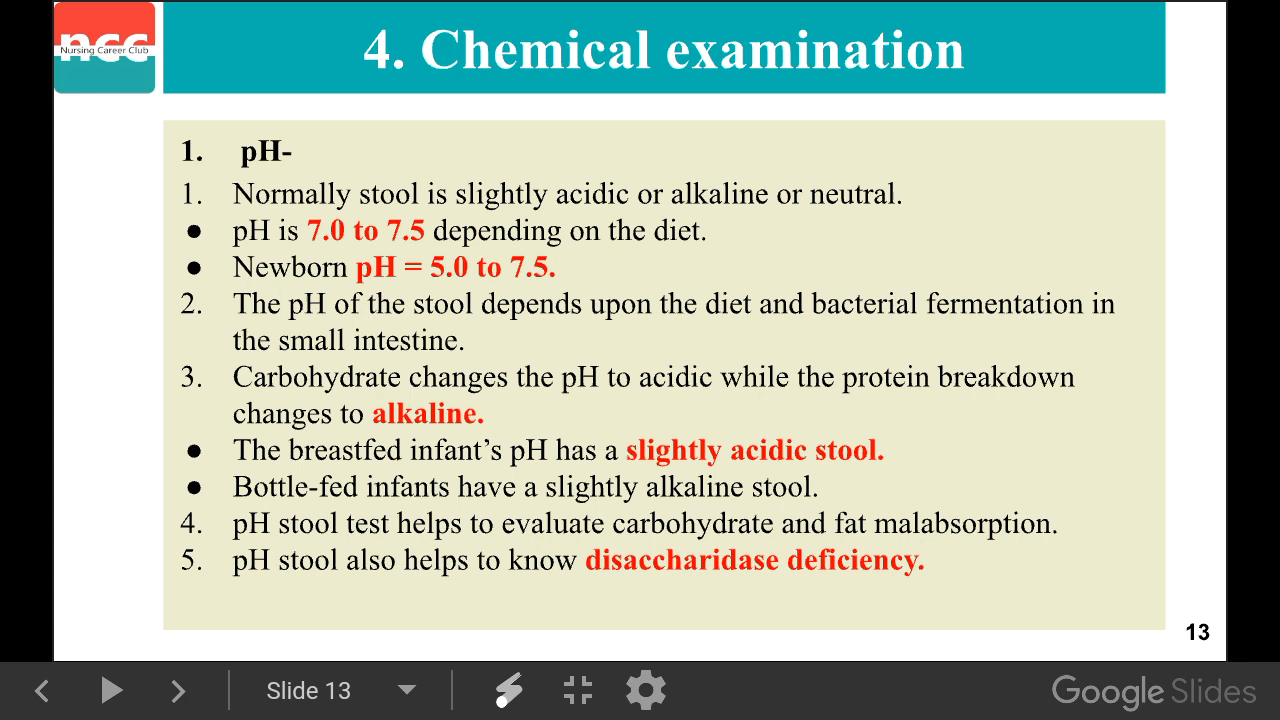 ncc
Nursing Career Club
4. Chemical examination
1. pH-
1. Normally stool is slightly acidic or alkaline or neutral.
● pH is 7.0 to 7.5 depending on the diet.
● Newborn pH = 5.0 to 7.5.
2. The pH of the stool depends upon the diet and bacterial fermentation in
the small intestine.
3. Carbohydrate changes the pH to acidic while the protein breakdown
changes to alkaline.
● The breastfed infant’s pH has a slightly acidic stool.
● Bottle-fed infants have a slightly alkaline stool.
4. pH stool test helps to evaluate carbohydrate and fat malabsorption.
5. pH stool also helps to know disaccharidase deficiency.
13
Slide 13
Google Slides